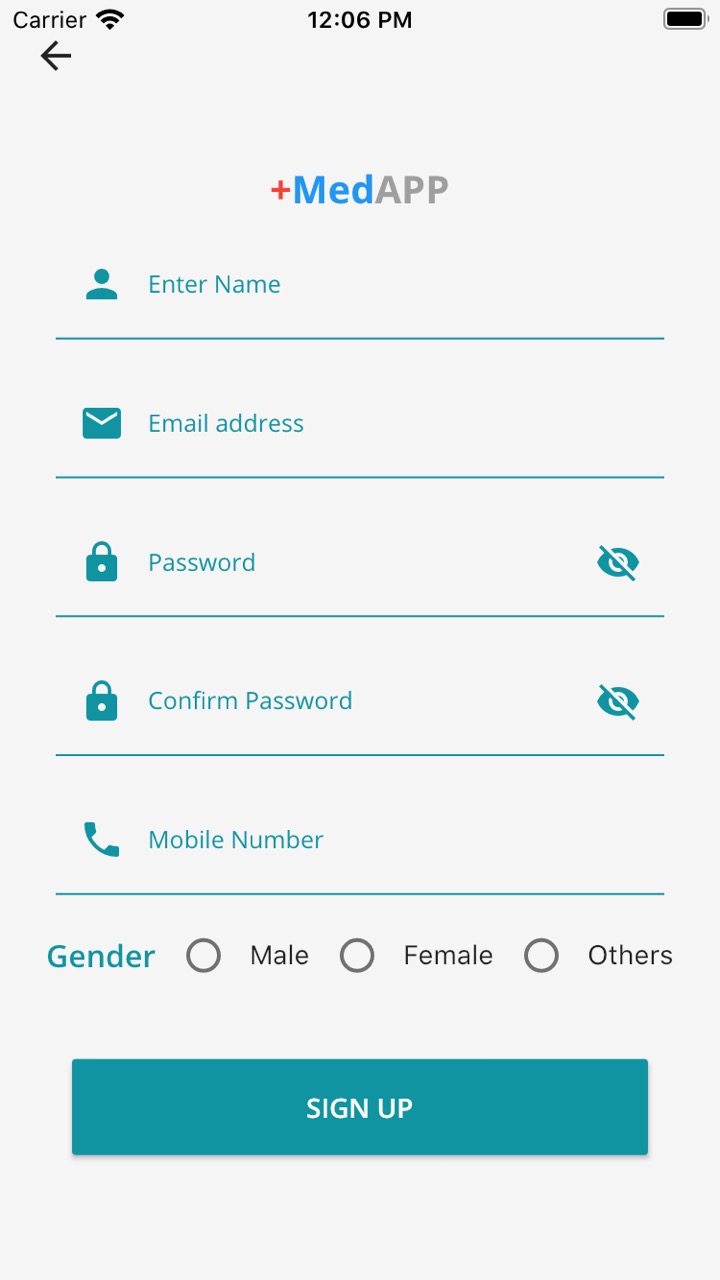 Carrier 12:06 PM
+MedAPP
Enter Name
Email address
Password
Confirm Password
Mobile Number
Gender Male Female Others
SIGN UP